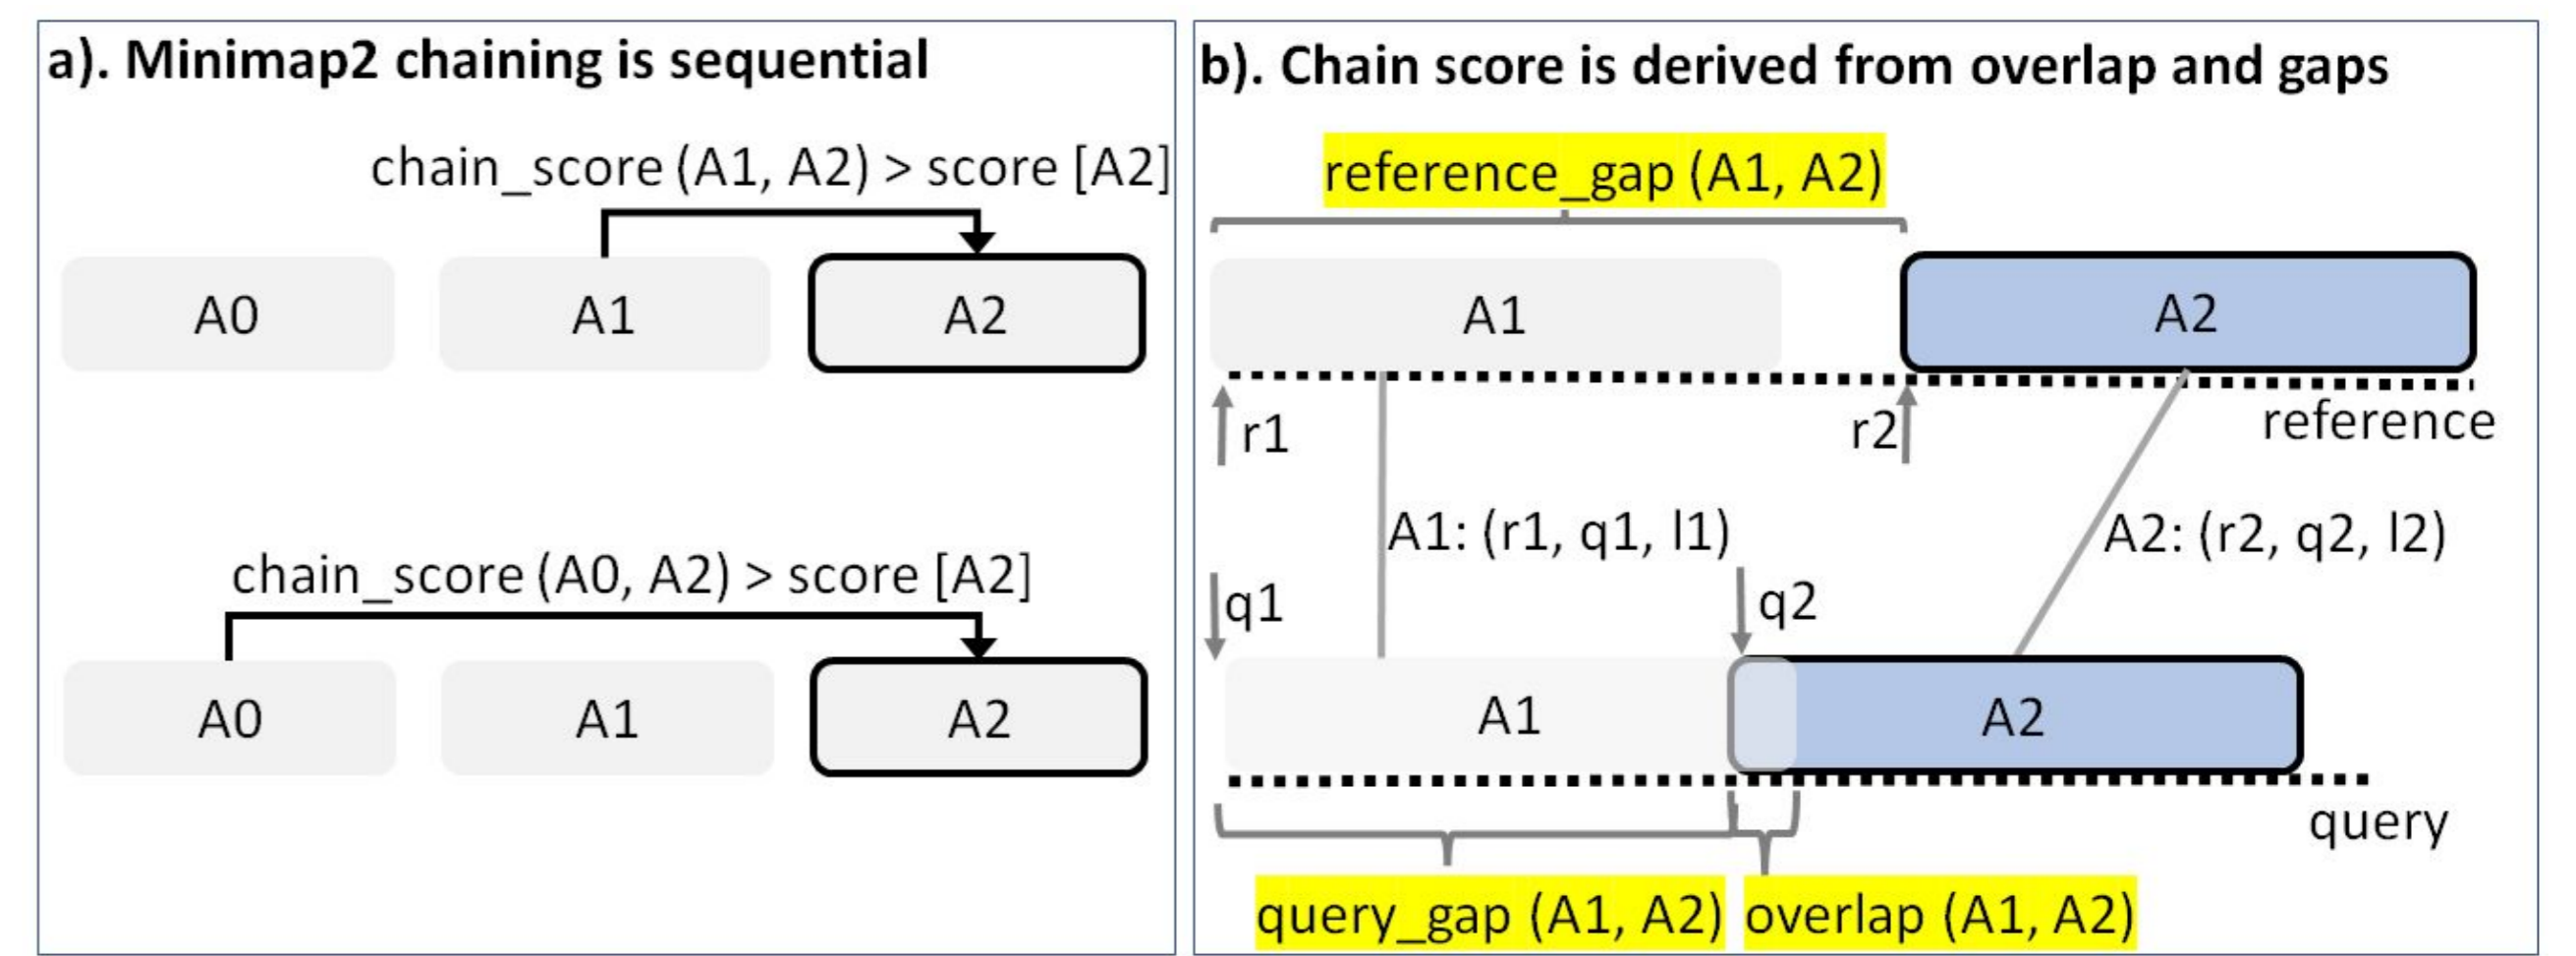 a). Minimap2 chaining is sequential
chain_score (A1, A2) > score [A2]
A0 A1 A2
chain_score (A0, A2) > score [A2]
A0 A1 A2
b). Chain score is derived from overlap and gaps
reference_gap (A1, A2)
A1 A2
reference
r1 r2
A1: (r1, q1, l1) A2: (r2, q2, l2)
q1 q2
A1 A2
query
query_gap (A1, A2) overlap (A1, A2)